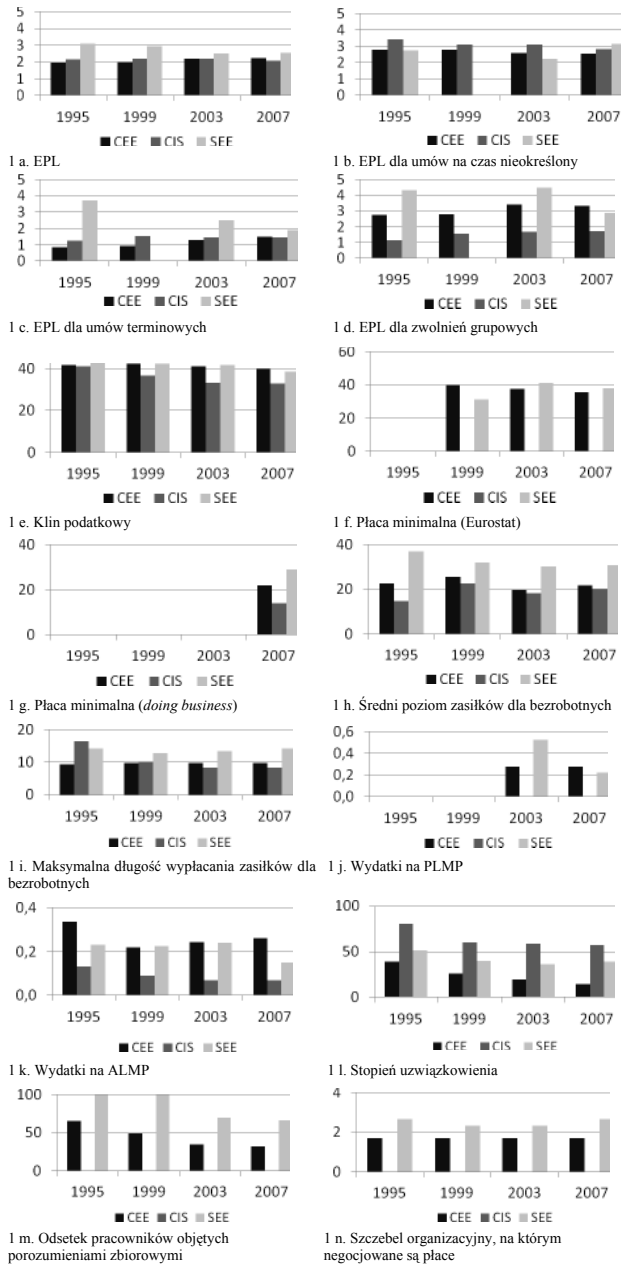 5
4
3
2
1
0
1995 1999 2003 2007
CEE CIS SEE
1 a. EPL
5
4
3
2
1
0
1995 1999 2003 2007
CEE CIS SEE
1 b. EPL dla umów na czas nieokreślony
5
4
3
2
1
0
1995 1999 2003 2007
CEE CIS SEE
1 c. EPL dla umów terminowych
5
4
3
2
1
0
1995 1999 2003 2007
CEE CIS SEE
1 d. EPL dla zwolnień grupowych
40
20
0
1995 1999 2003 2007
CEE CIS SEE
1 e. Klin podatkowy
60
40
20
0
1995 1999 2003 2007
CEE CIS SEE
1 f. Płaca minimalna (Eurostat)
40
20
0
1995 1999 2003 2007
CEE CIS SEE
1 g. Płaca minimalna (doing business)
40
20
0
1995 1999 2003 2007
CEE CIS SEE
1 h. Średni poziom zasiłków dla bezrobotnych
20
10
0
1995 1999 2003 2007
CEE CIS SEE
1 i. Maksymalna długość wypłacania zasiłków dla
bezrobotnych
0,6
0,4
0,2
0,0
1995 1999 2003 2007
CEE CIS SEE
1 j. Wydatki na PLMP
0,4
0,2
0,0
1995 1999 2003 2007
CEE CIS SEE
1 k. Wydatki na ALMP
100
50
0
1995 1999 2003 2007
CEE CIS SEE
1 l. Stopień uzwiązkowienia
100
50
0
1995 1999 2003 2007
CEE CIS SEE
1 m. Odsetek pracowników objętych
porozumieniami zbiorowymi
4
2
0
1995 1999 2003 2007
CEE CIS SEE
1 n. Szczebel organizacyjny, na którym
negocjowane są płace